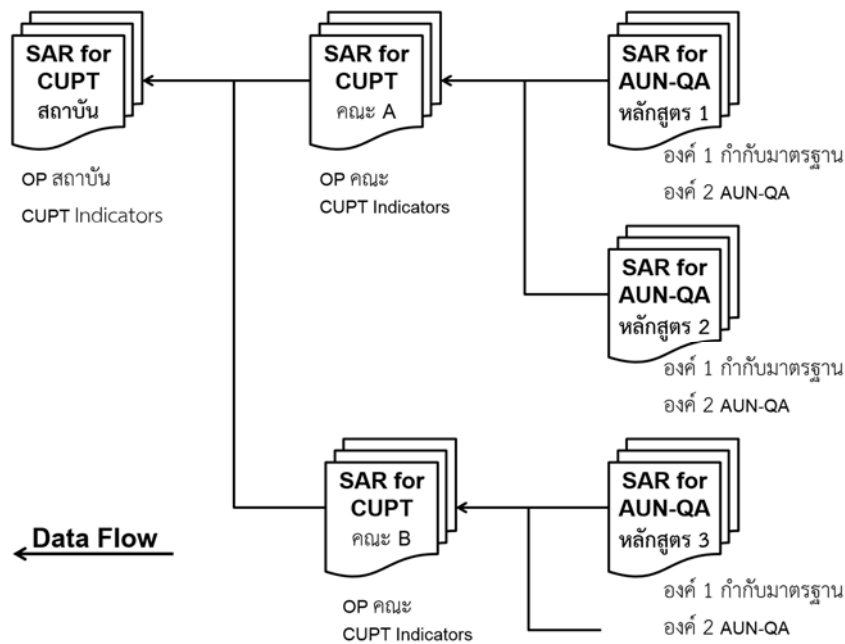 SAR for
CUPT
สถาบัน
OP สถาบัน
CUPT Indicators
SAR for
CUPT
คณะ A
OP คณะ
CUPT Indicators
SAR for
AUN-QA
หลักสูตร 1
องค์ 1 กำกับมาตรฐาน
องค์ 2 AUN-QA
SAR for
AUN-QA
หลักสูตร 2
องค์ 1 กำกับมาตรฐาน
องค์ 2 AUN-QA
SAR for
CUPT
คณะ B
OP คณะ
CUPT Indicators
SAR for
AUN-QA
หลักสูตร 3
องค์ 1 กำกับมาตรฐาน
องค์ 2 AUN-QA
Data Flow